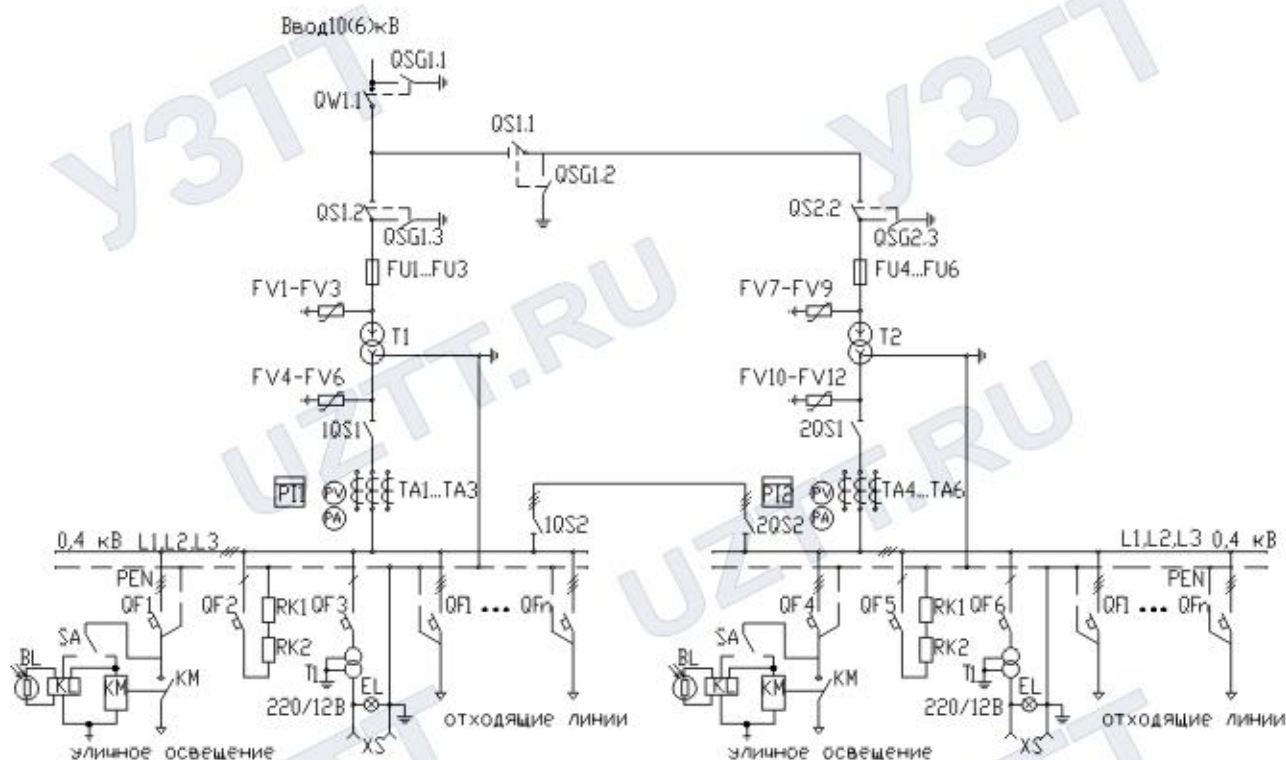 Ввод10(6)кВ
QSG1.1
QW1.1
QS1.1
QSG1.2
QS1.2
QSG1.3
QS2.2
QSG2.3
FU1...FU3
FU4...FU6
FV1-FV3
T1
FV7-FV9
T2
FV4-FV6
FV10-FV12
1QS1
2QS1
PI1
PV
PA
TA1...TA3
PI2
PV
PA
TA4...TA6
1QS2
2QS2
0,4 кВ L1,L2,L3
L1,L2,L3 0,4 кВ
PEN
PEN
QF1
QF2
RK1
RK2
QF3
QF1 ... QFn
QF4
QF5
RK1
RK2
QF6
QF1 ... QFn
SA
BL
KL
KM
KM
T1
EL
220/12В
XS
SA
BL
KL
KM
KM
T1
EL
220/12В
XS
отходящие линии
отходящие линии
уличное освещение
уличное освещение
УЗТТ
УЗТТ
UZTT.RU
UZTT.RU